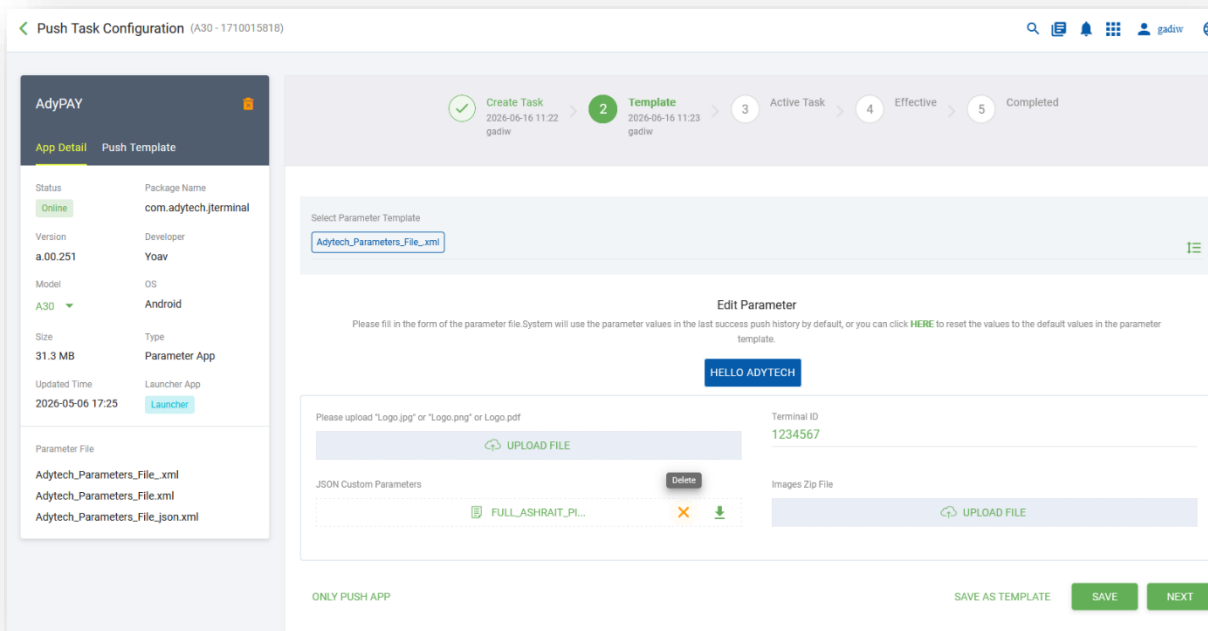 Push Task Configuration (A30 - 1710015818)
gadiw
AdyPAY
App Detail Push Template
Status Package Name
Online com.adytech.jterminal
Version Developer
a.00.251 Yoav
Model OS
A30 Android
Size Type
31.3 MB Parameter App
Updated Time Launcher App
2026-05-06 17:25 Launcher
Parameter File
Adytech_Parameters_File_.xml
Adytech_Parameters_File.xml
Adytech_Parameters_File_json.xml
Create Task
2026-06-16 11:22
gadiw
2 Template
2026-06-16 11:23
gadiw
3 Active Task
4 Effective
5 Completed
Select Parameter Template
Adytech_Parameters_File_.xml
Edit Parameter
Please fill in the form of the parameter file.System will use the parameter values in the last success push history by default, or you can click HERE to reset the values to the default values in the parameter
template.
HELLO ADYTECH
Please upload "Logo.jpg" or "Logo.png" or Logo.pdf
UPLOAD FILE
Terminal ID
1234567
JSON Custom Parameters
Delete
FULL_ASHRAIT_PI...
Images Zip File
UPLOAD FILE
ONLY PUSH APP
SAVE AS TEMPLATE SAVE NEXT